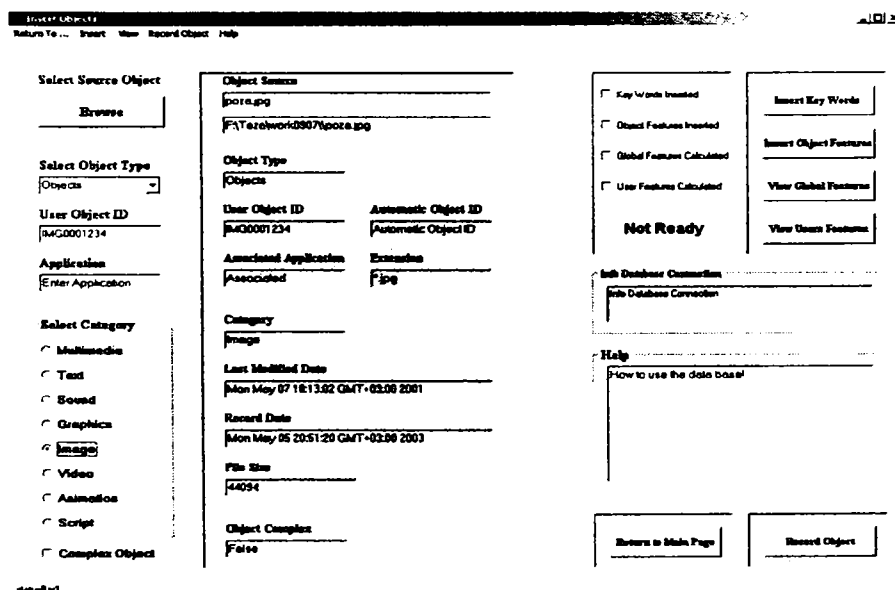 Insert Objects
Return To ... Insert View Record Object Help
Select Source Object
Browse
Select Object Type
Objects
User Object ID
IMG0001234
Application
Enter Application
Select Category
Multimedia
Text
Sound
Graphics
Image
Video
Animation
Script
Complex Object
Object Source
poza.jpg
F:\Teza\work0307\poza.jpg
Object Type
Objects
User Object ID Automatic Object ID
IMG0001234 Automatic Object ID
Associated Application Extension
Associated *.jpg
Category
Image
Last Modified Date
Mon May 07 18:13:02 GMT+03:00 2001
Record Date
Mon May 05 20:51:20 GMT+03:00 2003
File Size
44094
Object Complex
False
Key Words Inserted
Object Features Inserted
Global Features Calculated
User Features Calculated
Not Ready
Insert Key Words
Insert Object Features
View Global Features
View Users Features
Info Database Connection
Info Database Connection
Help
How to use the data base!
Return to Main Page
Record Object